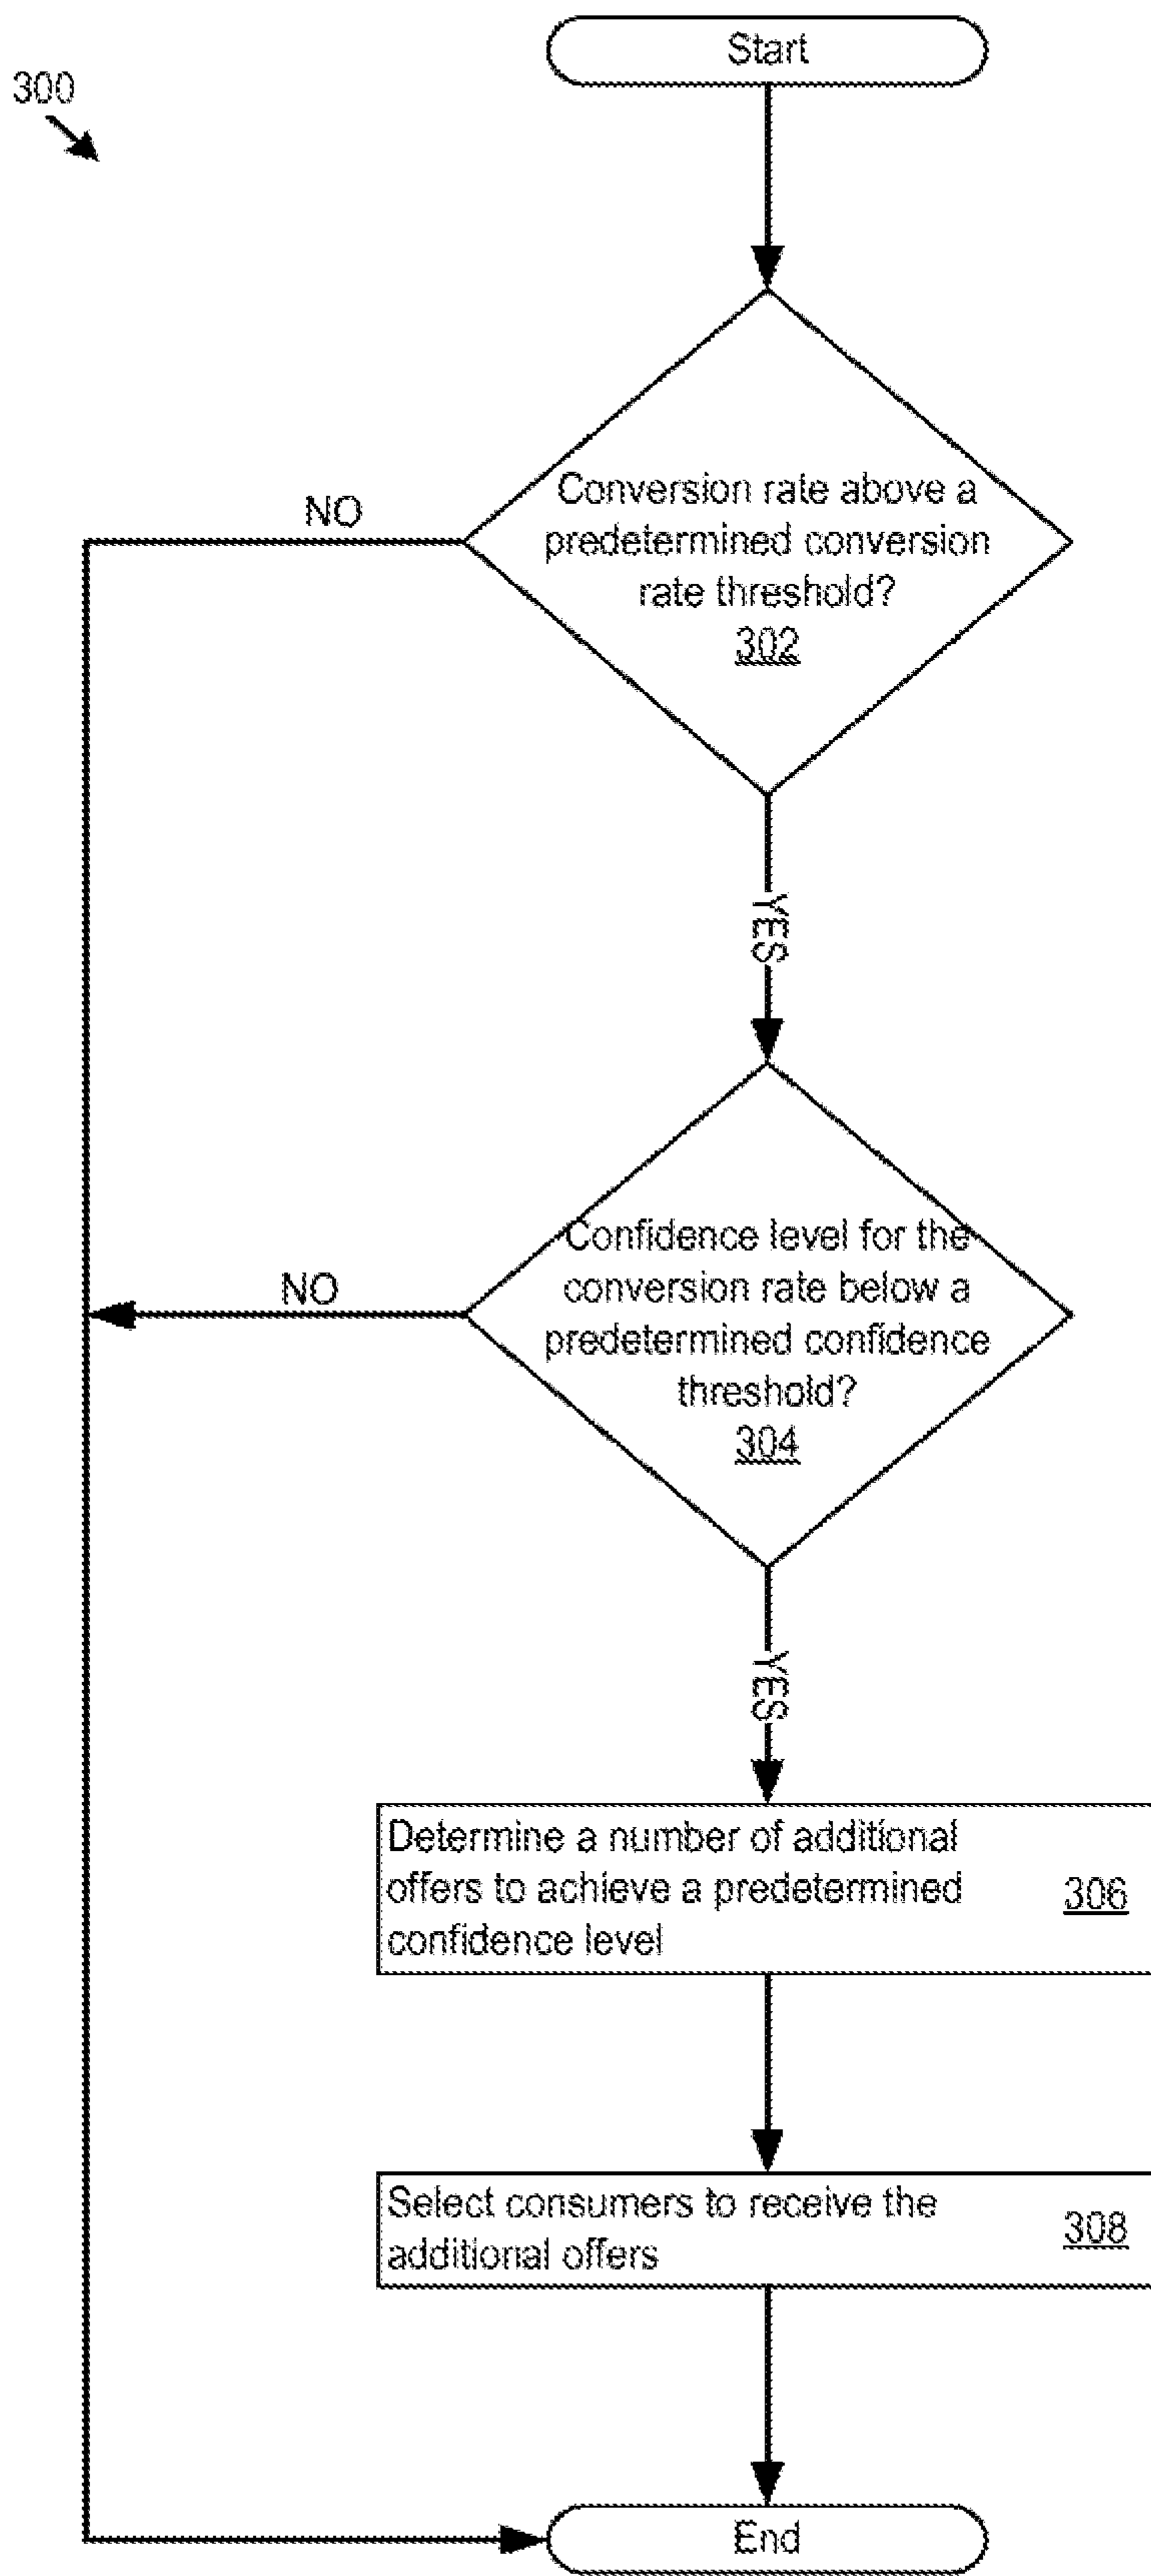 Start
300
Conversion rate above a
predetermined conversion
rate threshold?
302
NO
YES
Confidence level for the
conversion rate below a
predetermined confidence
threshold?
304
NO
YES
Determine a number of additional
offers to achieve a predetermined
confidence level
306
Select consumers to receive the
additional offers
308
End